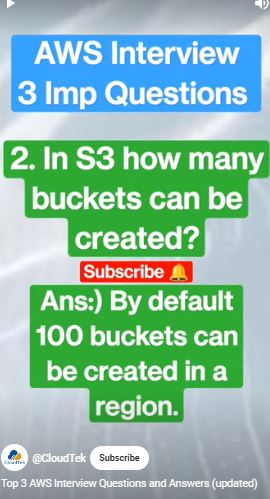 AWS Interview
3 Imp Questions
2. In S3 how many
buckets can be
created?
Subscribe 🔔
Ans:) By default
100 buckets can
be created in a
region.
CloudTek
@CloudTek
Subscribe
Top 3 AWS Interview Questions and Answers (updated)